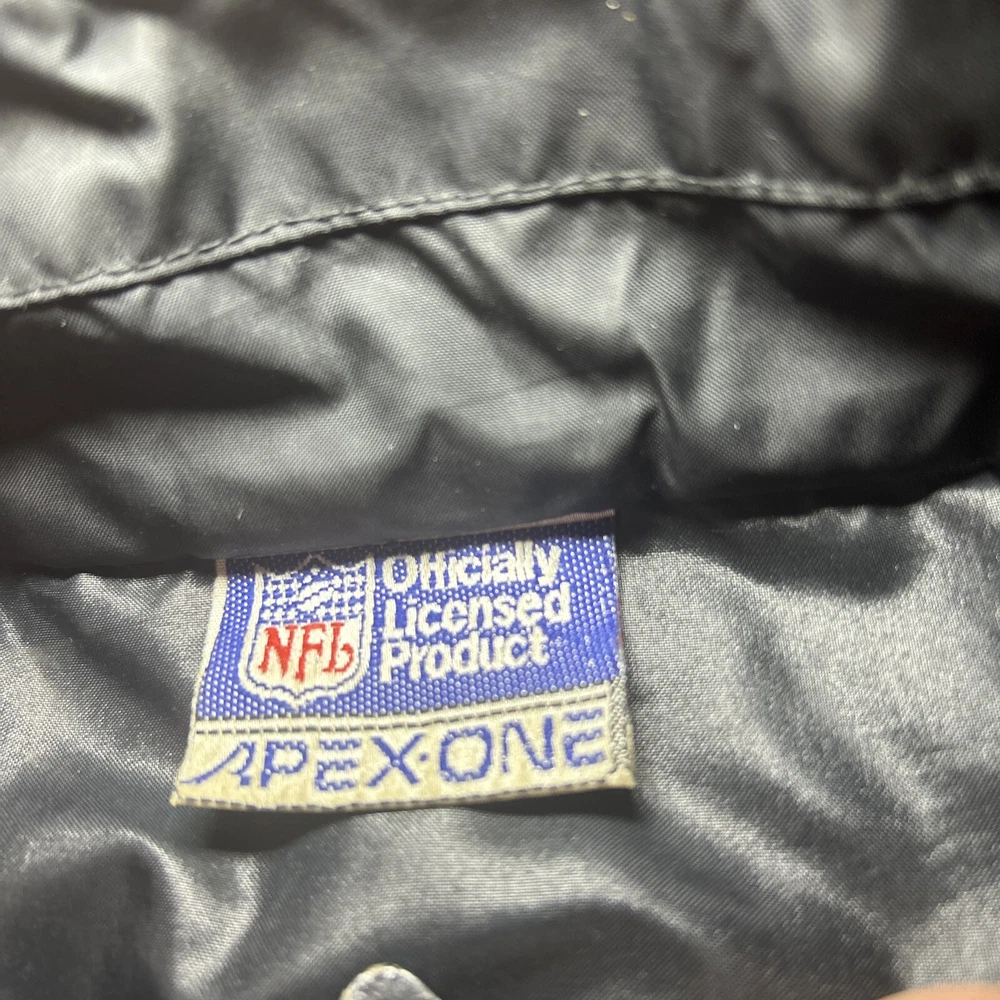 NFL
Officially
Licensed
Product
APEX·ONE